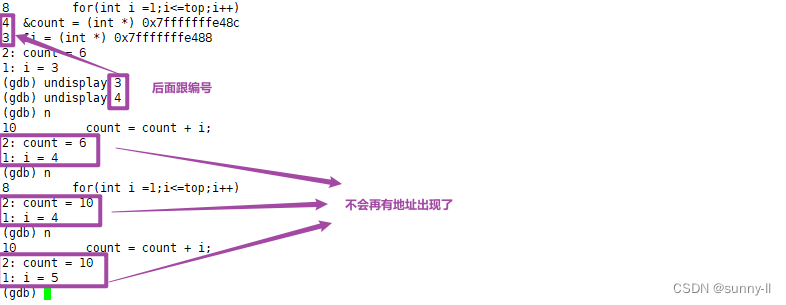 8         for(int i =1;i<=top;i++)
4  &count = (int *) 0x7fffffffe48c
3  &i = (int *) 0x7fffffffe488
2: count = 6
1: i = 3
(gdb) undisplay 3
后面跟编号
(gdb) undisplay 4
(gdb) n
10          count = count + i;
2: count = 6
1: i = 4
(gdb) n
8         for(int i =1;i<=top;i++)
2: count = 10
不会再有地址出现了
1: i = 4
(gdb) n
10          count = count + i;
2: count = 10
1: i = 5
(gdb)
CSDN @sunny-ll